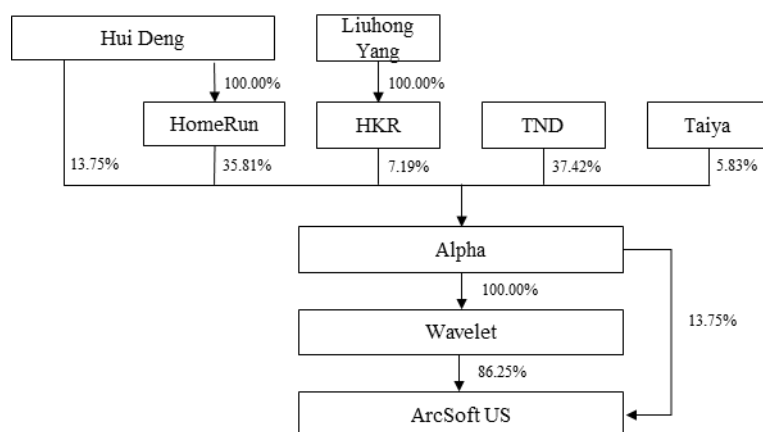 Hui Deng
Liuhong
Yang
100.00%
100.00%
HomeRun
HKR
TND
Taiya
13.75%
35.81%
7.19%
37.42%
5.83%
Alpha
100.00%
13.75%
Wavelet
86.25%
ArcSoft US